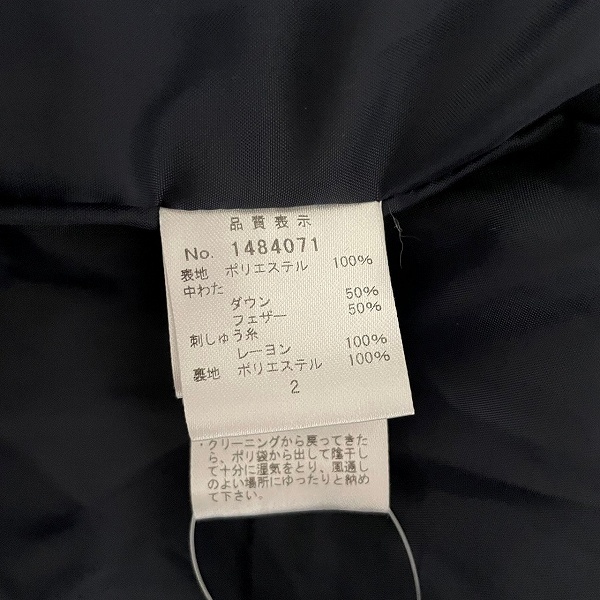 品質表示
No. 1484071
表地 ポリエステル 100%
中わた
ダウン 50%
フェザー 50%
刺しゅう糸
レーヨン 100%
裏地 ポリエステル 100%
2
・クリーニングから戻ってきた
ら、ポリ袋から出して陰干し
て十分に湿気をとり、風通し
のよい場所にゆったりと納め
て下さい。